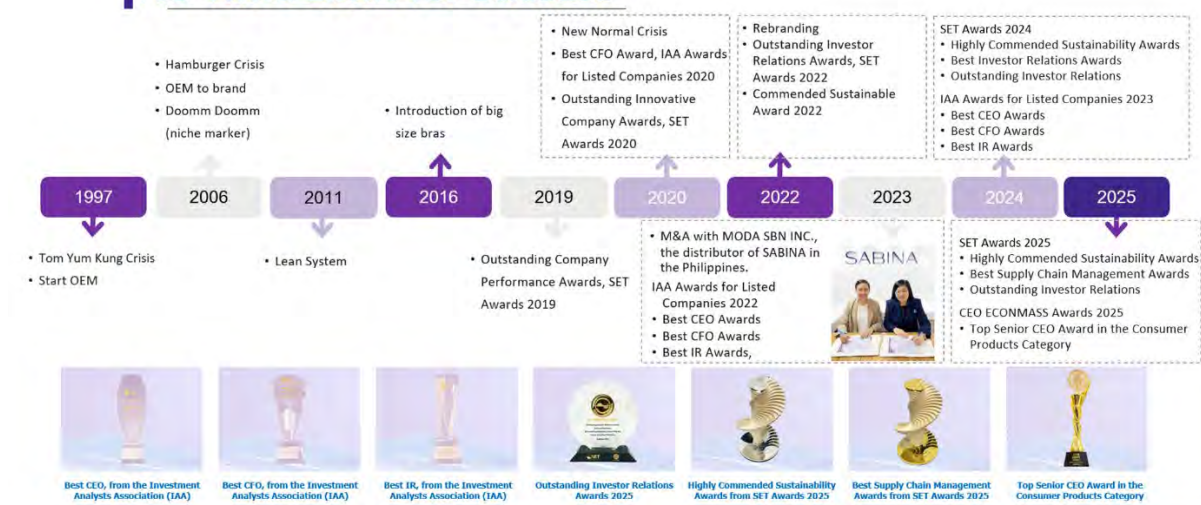 • Hamburger Crisis
• OEM to brand
• Doomm Doomm
(niche marker)
• Introduction of big
size bras
• New Normal Crisis
• Best CFO Award, IAA Awards
for Listed Companies 2020
• Outstanding Innovative
Company Awards, SET
Awards 2020
• Rebranding
• Outstanding Investor
Relations Awards, SET
Awards 2022
• Commended Sustainable
Award 2022
SET Awards 2024
• Highly Commended Sustainability Awards
• Best Investor Relations Awards
• Outstanding Investor Relations
IAA Awards for Listed Companies 2023
• Best CEO Awards
• Best CFO Awards
• Best IR Awards
1997
2006
2011
2016
2019
2020
2022
2023
2024
2025
• Tom Yum Kung Crisis
• Start OEM
• Lean System
• Outstanding Company
Performance Awards, SET
Awards 2019
• M&A with MODA SBN INC.,
the distributor of SABINA in
the Philippines.
IAA Awards for Listed
Companies 2022
• Best CEO Awards
• Best CFO Awards
• Best IR Awards,
SABINA
SET Awards 2025
• Highly Commended Sustainability Awards
• Best Supply Chain Management Awards
• Outstanding Investor Relations
CEO ECONMASS Awards 2025
• Top Senior CEO Award in the Consumer
Products Category
Best CEO, from the Investment
Analysts Association (IAA)
Best CFO, from the Investment
Analysts Association (IAA)
Best IR, from the Investment
Analysts Association (IAA)
Outstanding Investor Relations
Awards 2025
Highly Commended Sustainability
Awards from SET Awards 2025
Best Supply Chain Management
Awards from SET Awards 2025
Top Senior CEO Award in the
Consumer Products Category